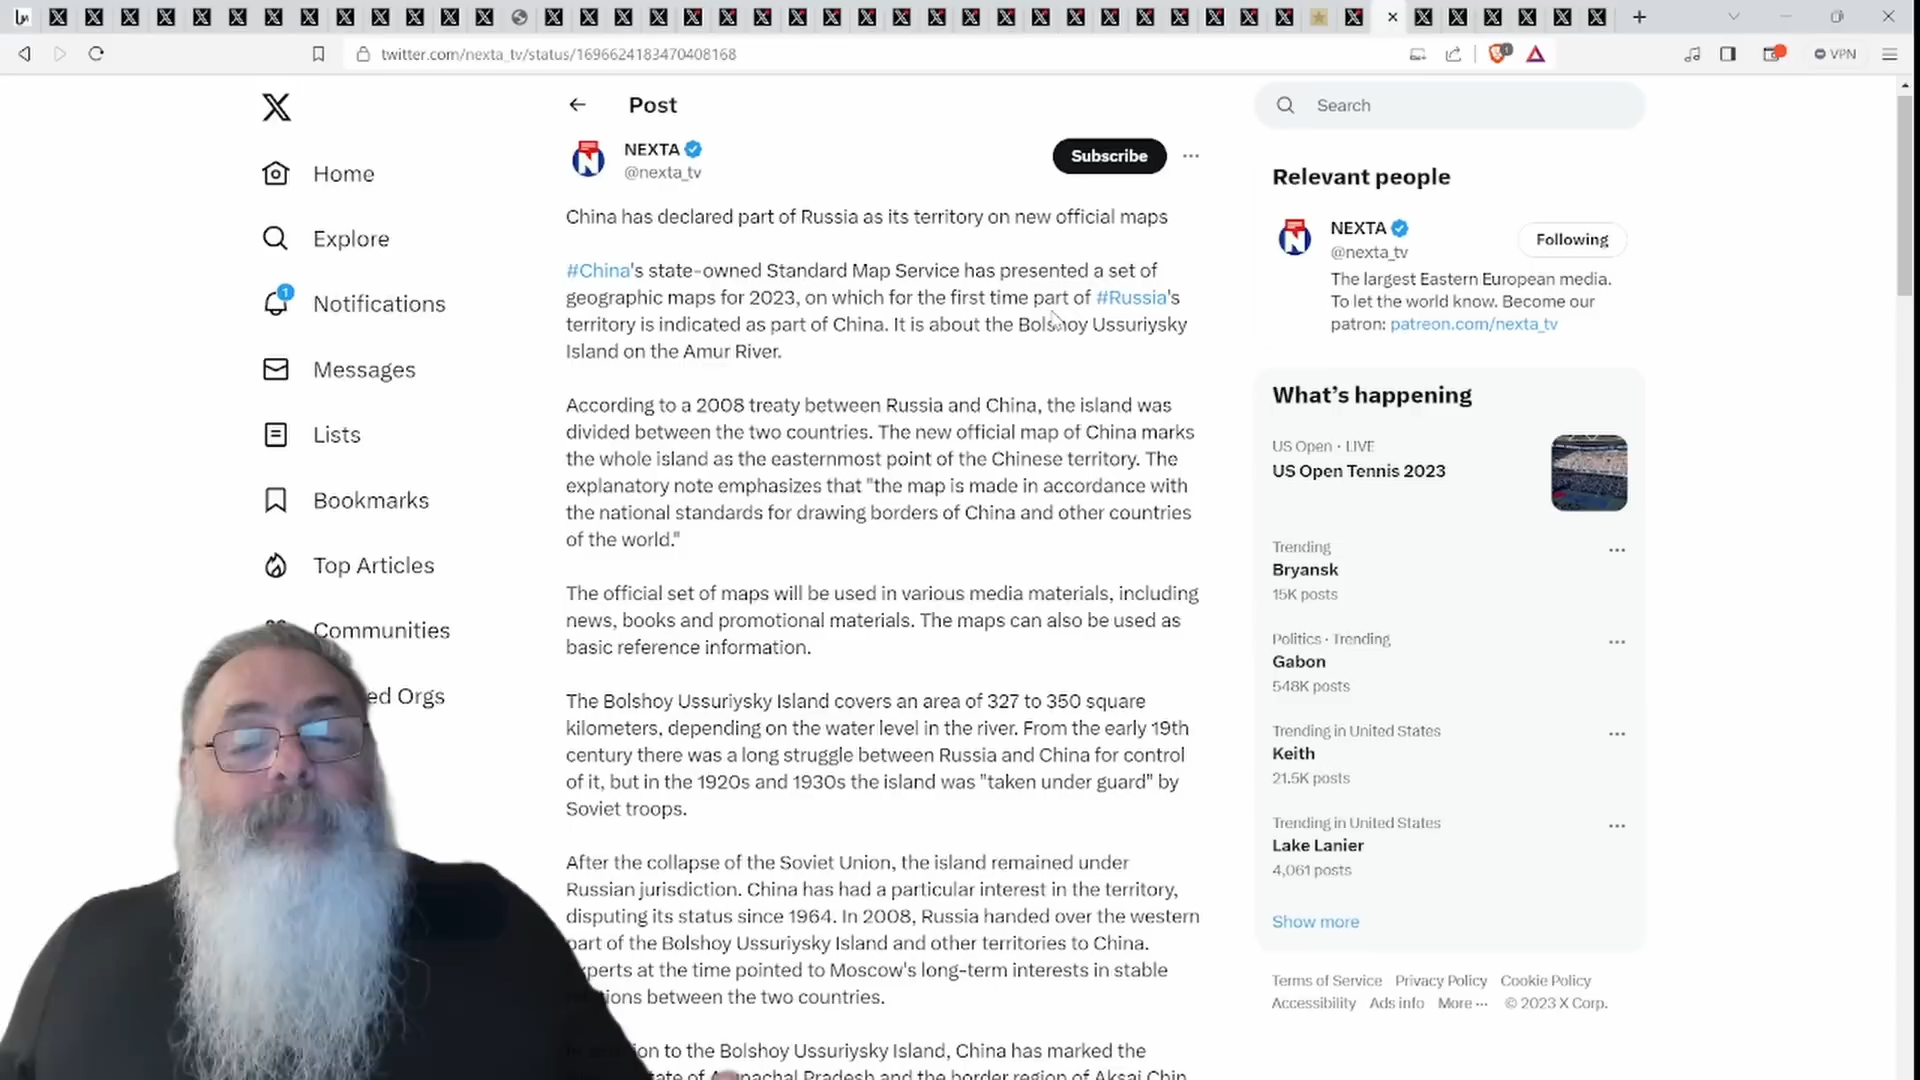 twitter.com/nexta_tv/status/1696624183470408168
VPN
Post
Search
NEXTA
@nexta_tv
Subscribe
Home
Explore
1
Notifications
Messages
Lists
Bookmarks
Top Articles
Communities
ed Orgs
China has declared part of Russia as its territory on new official maps
#China's state-owned Standard Map Service has presented a set of
geographic maps for 2023, on which for the first time part of #Russia's
territory is indicated as part of China. It is about the Bolshoy Ussuriysky
Island on the Amur River.
According to a 2008 treaty between Russia and China, the island was
divided between the two countries. The new official map of China marks
the whole island as the easternmost point of the Chinese territory. The
explanatory note emphasizes that "the map is made in accordance with
the national standards for drawing borders of China and other countries
of the world."
The official set of maps will be used in various media materials, including
news, books and promotional materials. The maps can also be used as
basic reference information.
The Bolshoy Ussuriysky Island covers an area of 327 to 350 square
kilometers, depending on the water level in the river. From the early 19th
century there was a long struggle between Russia and China for control
of it, but in the 1920s and 1930s the island was "taken under guard" by
Soviet troops.
After the collapse of the Soviet Union, the island remained under
Russian jurisdiction. China has had a particular interest in the territory,
disputing its status since 1964. In 2008, Russia handed over the western
part of the Bolshoy Ussuriysky Island and other territories to China.
Experts at the time pointed to Moscow's long-term interests in stable
relations between the two countries.
to the Bolshoy Ussuriysky Island, China has marked the
state of Arunachal Pradesh and the border region of Aksai Chin
Relevant people
NEXTA
@nexta_tv
Following
The largest Eastern European media.
To let the world know. Become our
patron: patreon.com/nexta_tv
What's happening
US Open · LIVE
US Open Tennis 2023
Trending
Bryansk
15K posts
Politics · Trending
Gabon
548K posts
Trending in United States
Keith
21.5K posts
Trending in United States
Lake Lanier
4,061 posts
Show more
Terms of Service Privacy Policy Cookie Policy
Accessibility Ads info More ··· © 2023 X Corp.